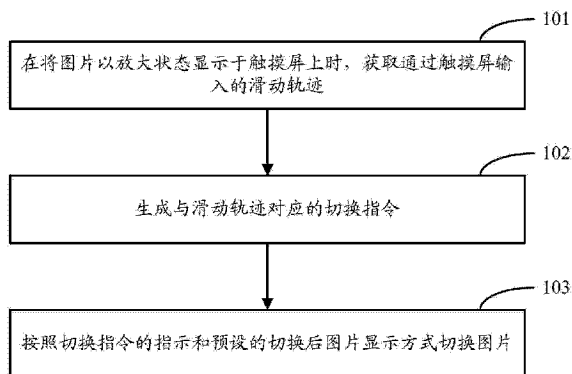 101
在将图片以放大状态显示于触摸屏上时，获取通过触摸屏输
入的滑动轨迹
102
生成与滑动轨迹对应的切换指令
103
按照切换指令的指示和预设的切换后图片显示方式切换图片